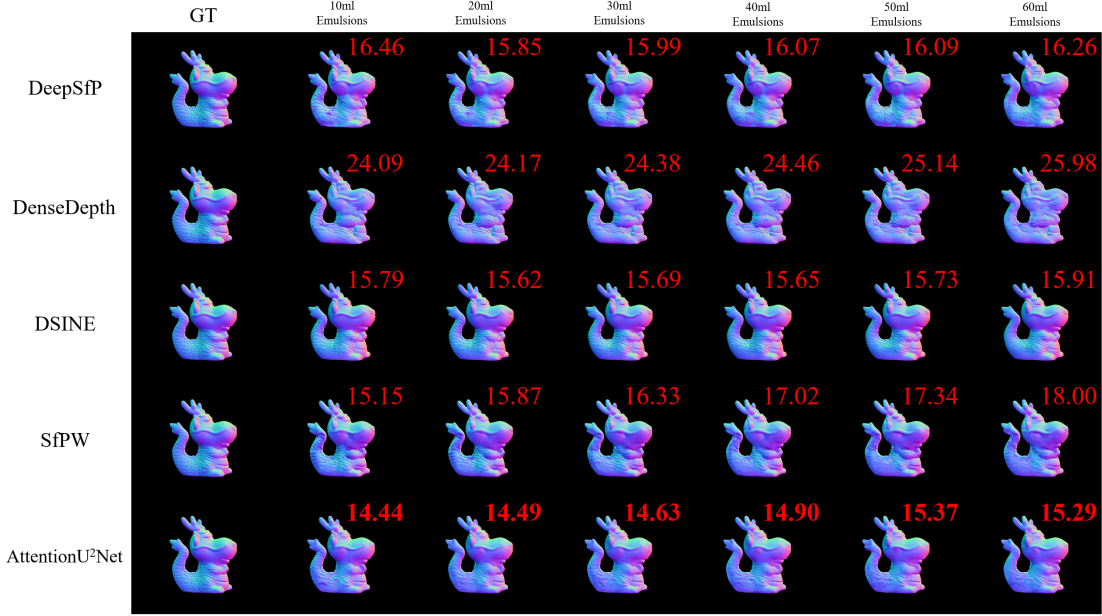 GT 10ml 20ml 30ml 40ml 50ml 60ml
Emulsions Emulsions Emulsions Emulsions Emulsions Emulsions
DeepSfP 16.46 15.85 15.99 16.07 16.09 16.26
DenseDepth 24.09 24.17 24.38 24.46 25.14 25.98
DSINE 15.79 15.62 15.69 15.65 15.73 15.91
SfPW 15.15 15.87 16.33 17.02 17.34 18.00
AttentionU²Net 14.44 14.49 14.63 14.90 15.37 15.29